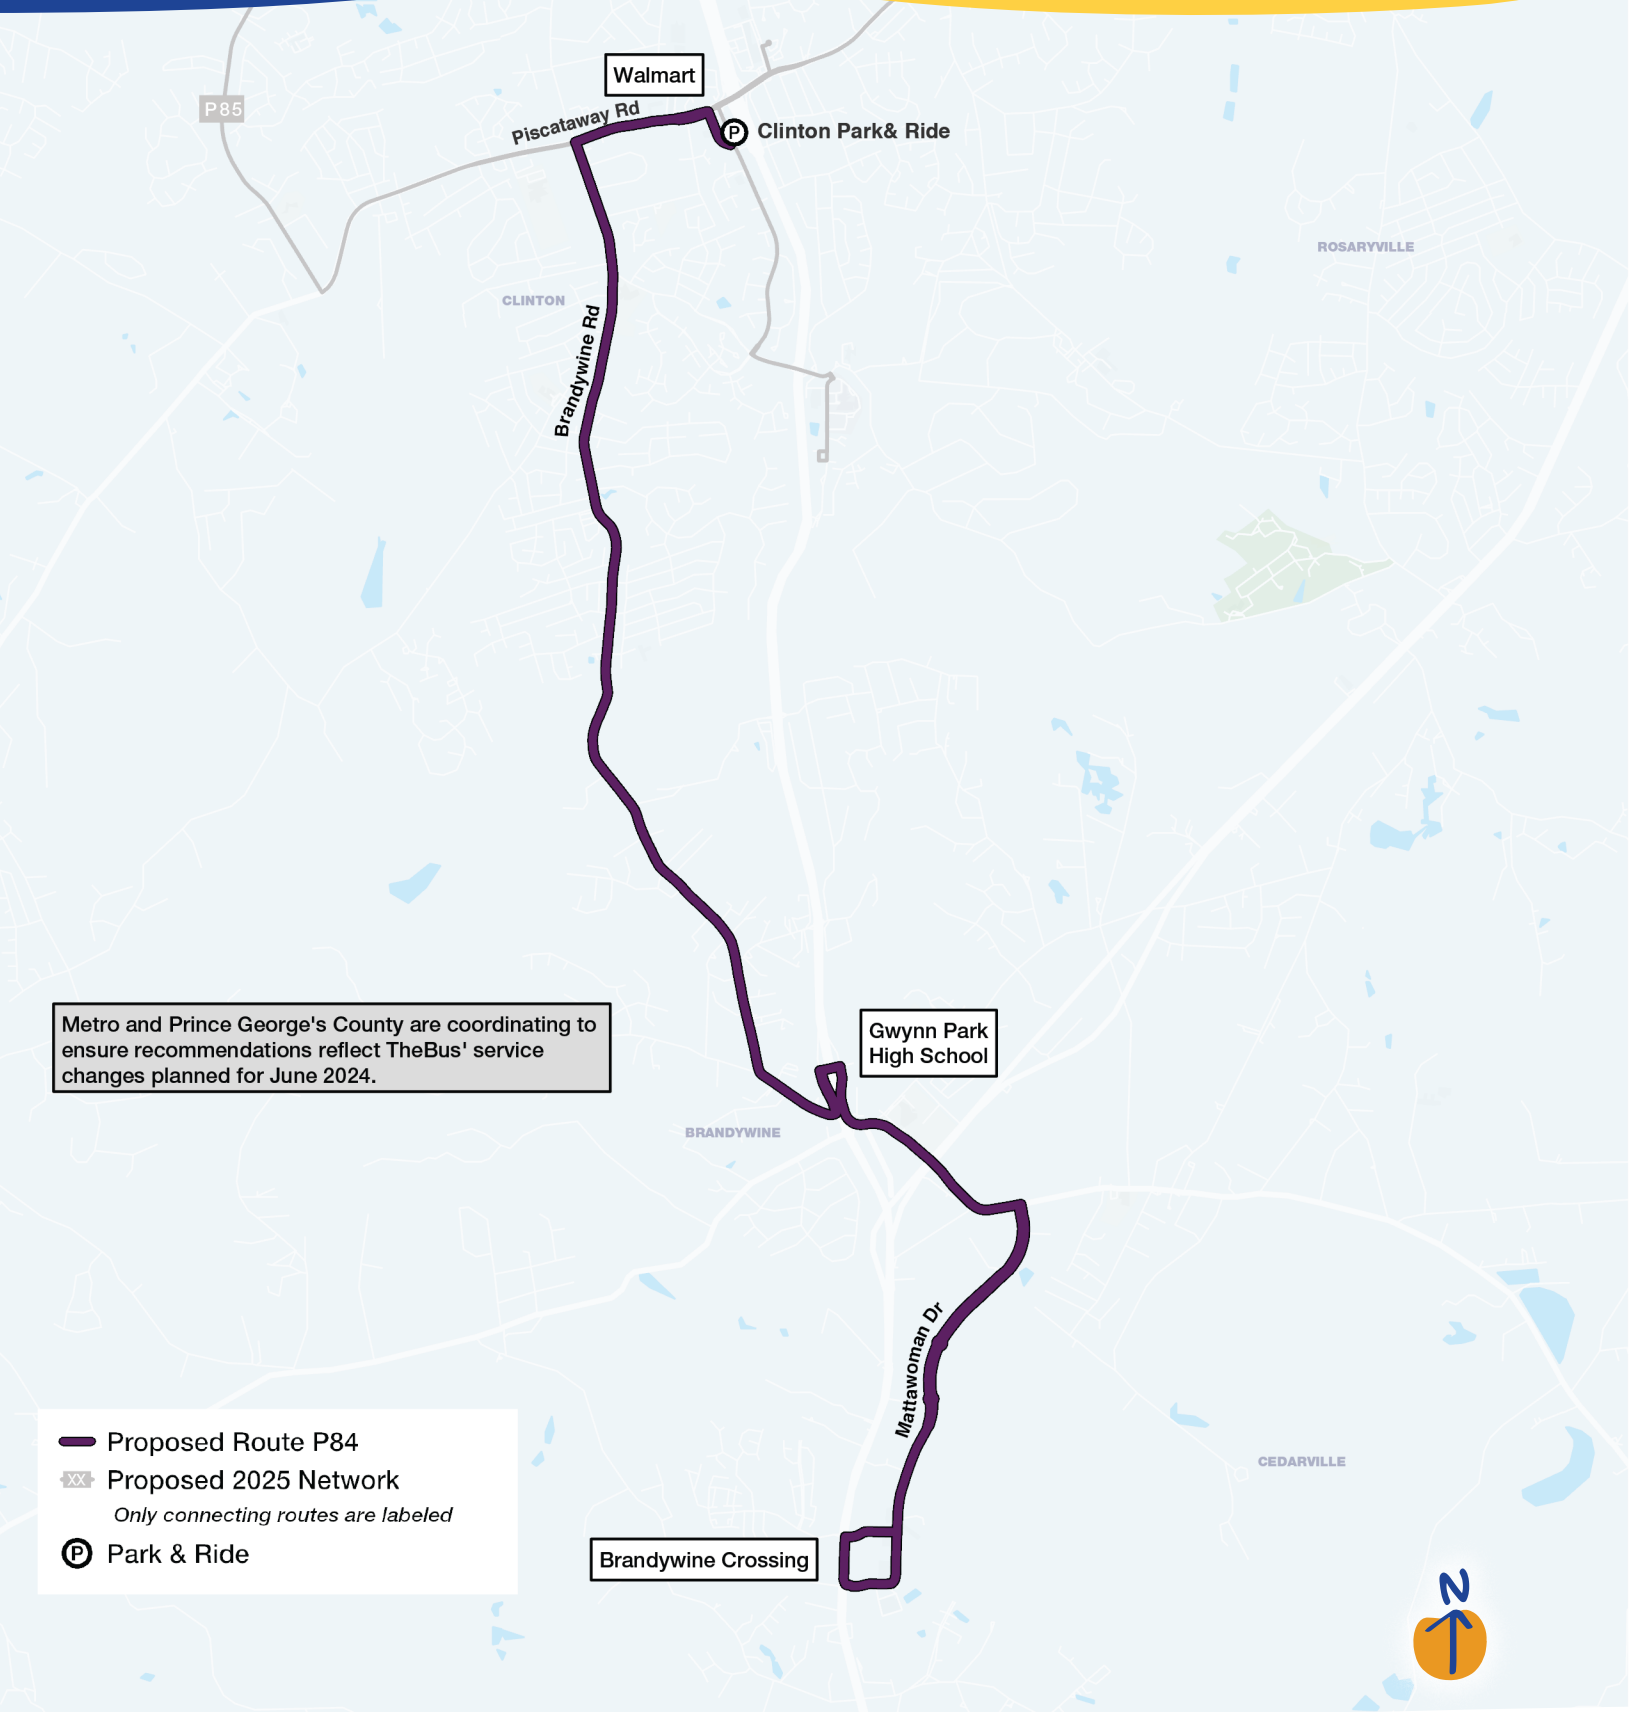 Walmart
P85
Piscataway Rd
P
Clinton Park& Ride
ROSARYVILLE
CLINTON
Brandywine Rd
Metro and Prince George's County are coordinating to
ensure recommendations reflect TheBus' service
changes planned for June 2024.
Gwynn Park
High School
BRANDYWINE
Mattawoman Dr
CEDARVILLE
Proposed Route P84
XX
Proposed 2025 Network
Only connecting routes are labeled
P
Park & Ride
Brandywine Crossing
N